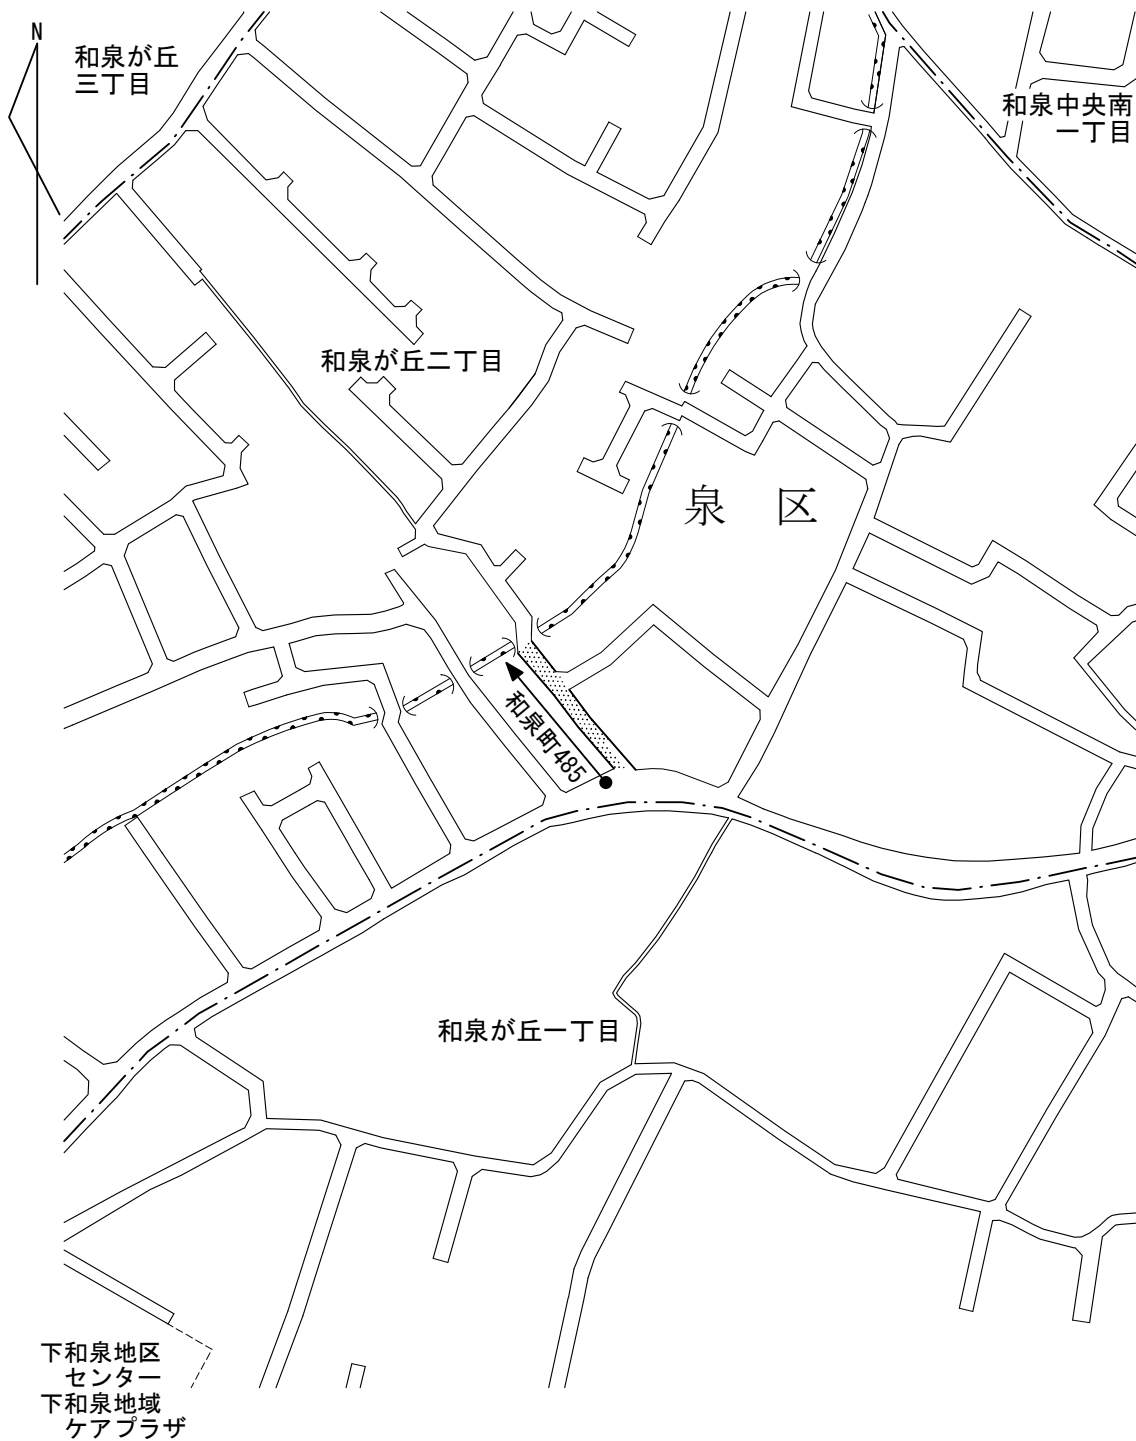 N
和泉が丘
三丁目
和泉中央南
一丁目
和泉が丘二丁目
泉 区
和泉町485
和泉が丘一丁目
下和泉地区
センター
下和泉地域
ケアプラザ